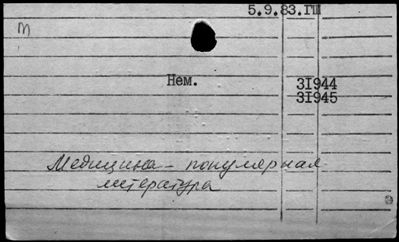 5.9.83.ГШ
М
Нем.
31944
31945
Медицина – популярная
литература